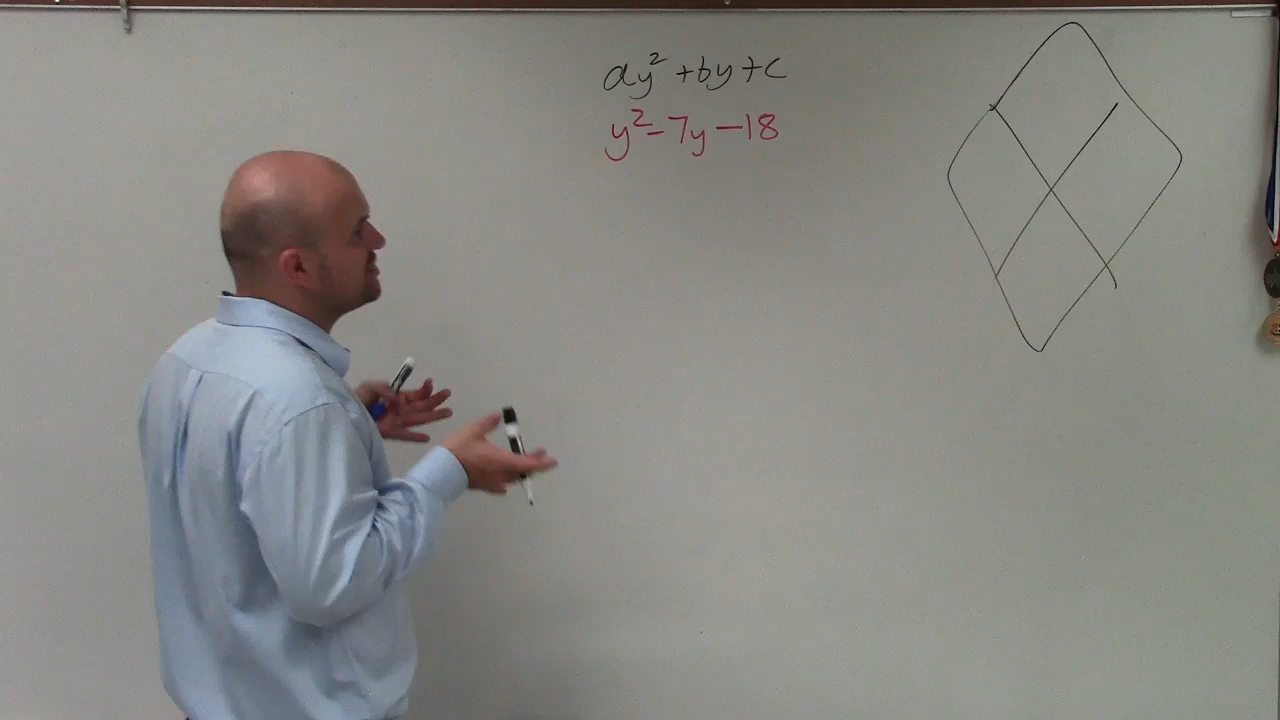 ay² + by + c
y² - 7y - 18